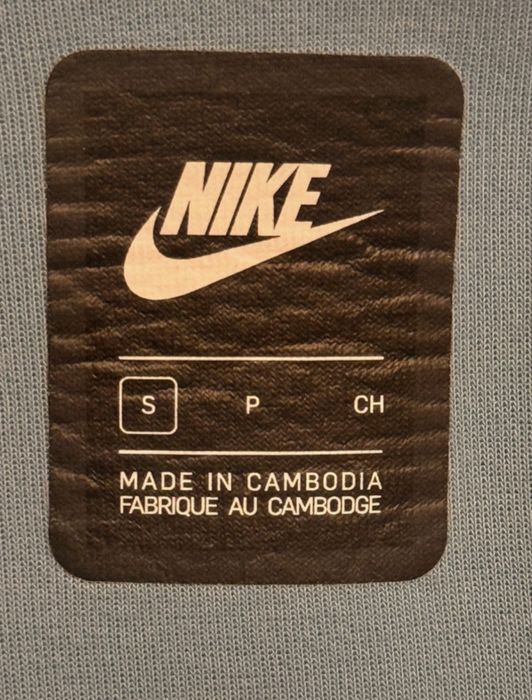 NIKE
S P CH
MADE IN CAMBODIA
FABRIQUE AU CAMBODGE